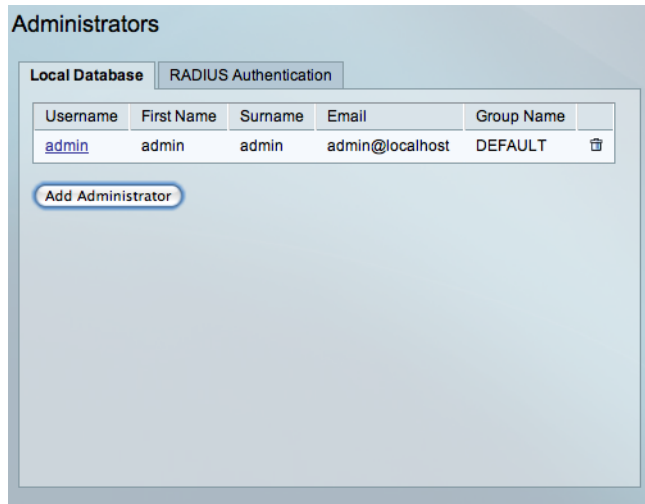 Administrators
Local Database RADIUS Authentication
Username First Name Surname Email Group Name
admin admin admin admin@localhost DEFAULT
Add Administrator